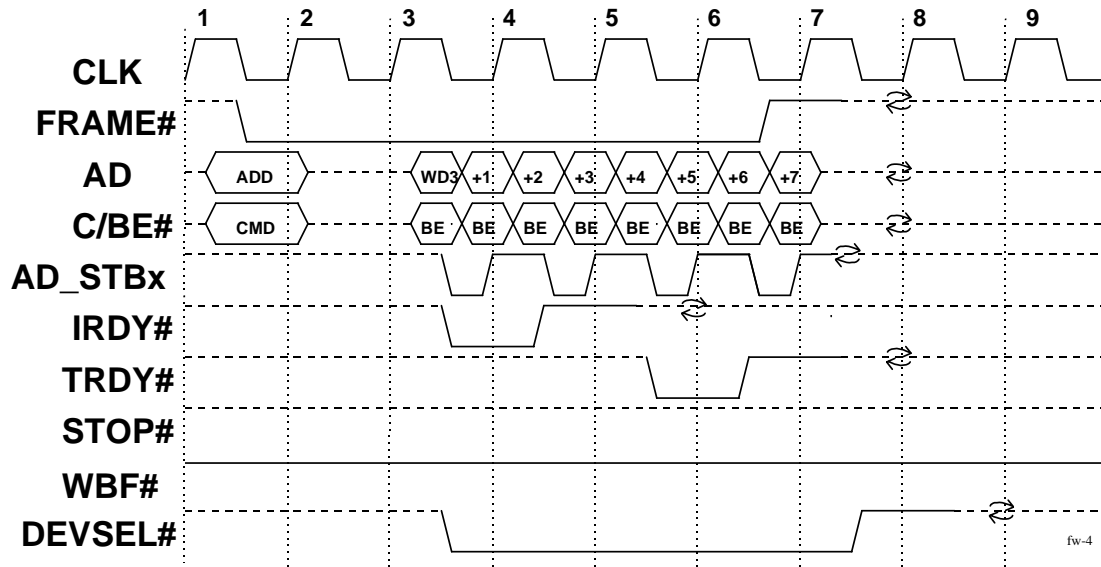 1 2 3 4 5 6 7 8 9
CLK
FRAME#
AD ADD WD3 +1 +2 +3 +4 +5 +6 +7
C/BE# CMD BE BE BE BE BE BE BE BE
AD_STBx
IRDY#
TRDY#
STOP#
WBF#
DEVSEL#
fw-4